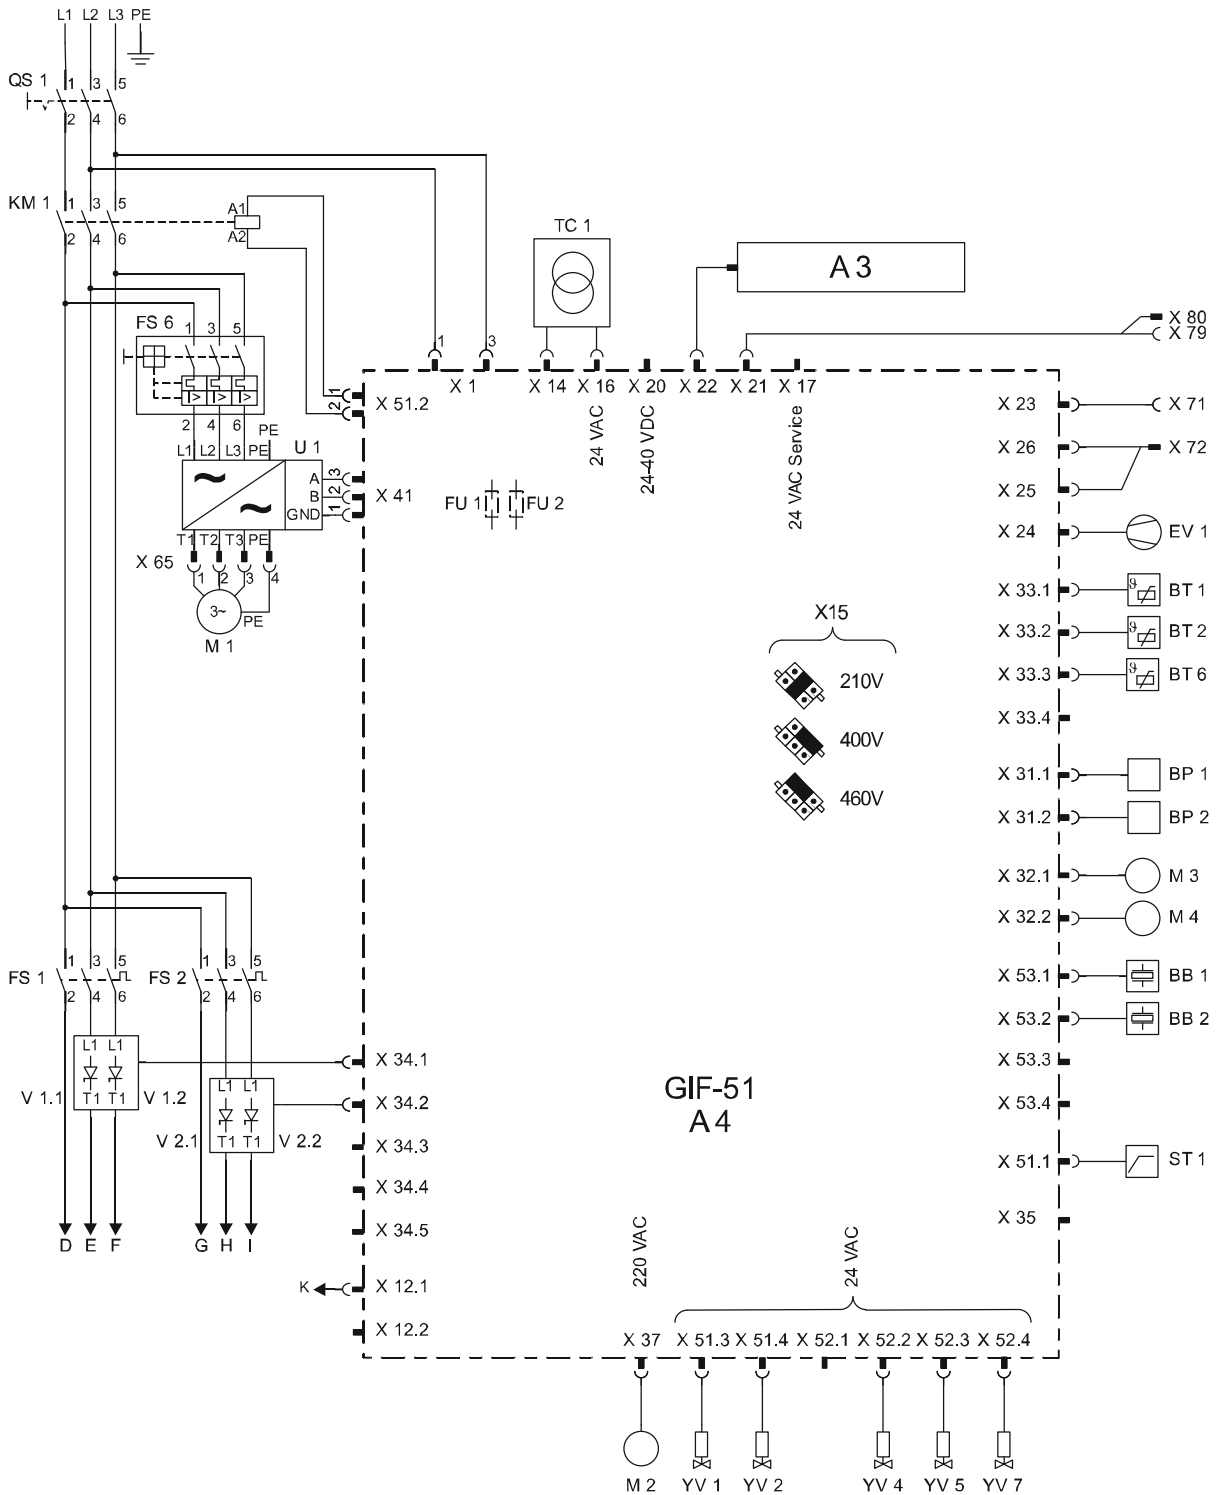 L1 L2 L3 PE
QS 1 1 3 5
2 4 6
KM 1 1 3 5 A1
2 4 6 A2
TC 1
A 3
X 80
X 79
FS 6 1 3 5
I> I> I>
2 4 6
1 3
X 1 X 14 X 16 X 20 X 22 X 21 X 17
24 VAC
24-40 VDC
24 VAC Service
1
2
X 51.2
X 23 X 71
X 26 X 72
X 25
X 24 EV 1
PE
L1 L2 L3 PE U 1
A 3
B 2 X 41
GND 1
T1 T2 T3 PE
X 65 1 2 3 4
3~
PE
M 1
FU 1 FU 2
X 33.1 ϑ BT 1
X 33.2 ϑ BT 2
X 33.3 ϑ BT 6
X 33.4
X15
210V
400V
460V
X 31.1 BP 1
X 31.2 BP 2
X 32.1 M 3
X 32.2 M 4
X 53.1 BB 1
X 53.2 BB 2
X 53.3
X 53.4
X 51.1 ST 1
X 35
FS 1 1 3 5
2 4 6
FS 2 1 3 5
2 4 6
L1 L1
V 1.1 T1 T1 V 1.2
L1 L1
V 2.1 T1 T1 V 2.2
X 34.1
X 34.2
X 34.3
X 34.4
X 34.5
D E F G H I
K X 12.1
X 12.2
GIF-51
A 4
220 VAC
24 VAC
X 37 X 51.3 X 51.4 X 52.1 X 52.2 X 52.3 X 52.4
M 2 YV 1 YV 2 YV 4 YV 5 YV 7